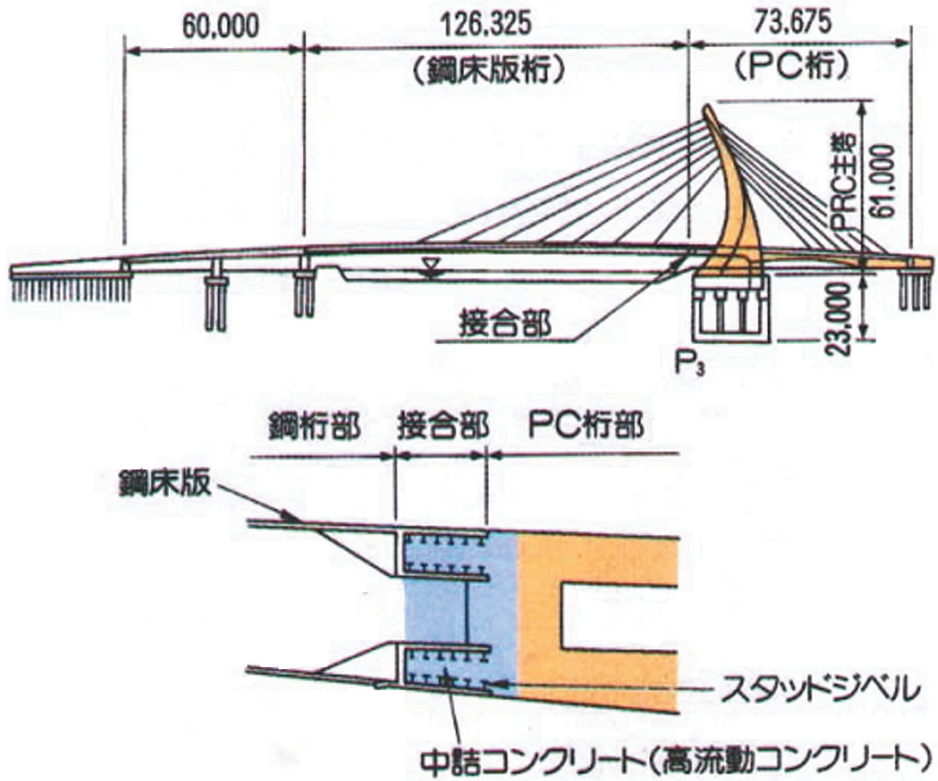 60,000
126.325
73.675
(鋼床版桁)
(PC桁)
PRC主塔
61.000
23,000
接合部
P₃
鋼桁部
接合部
PC桁部
鋼床版
スタッドジベル
中詰コンクリート(高流動コンクリート)